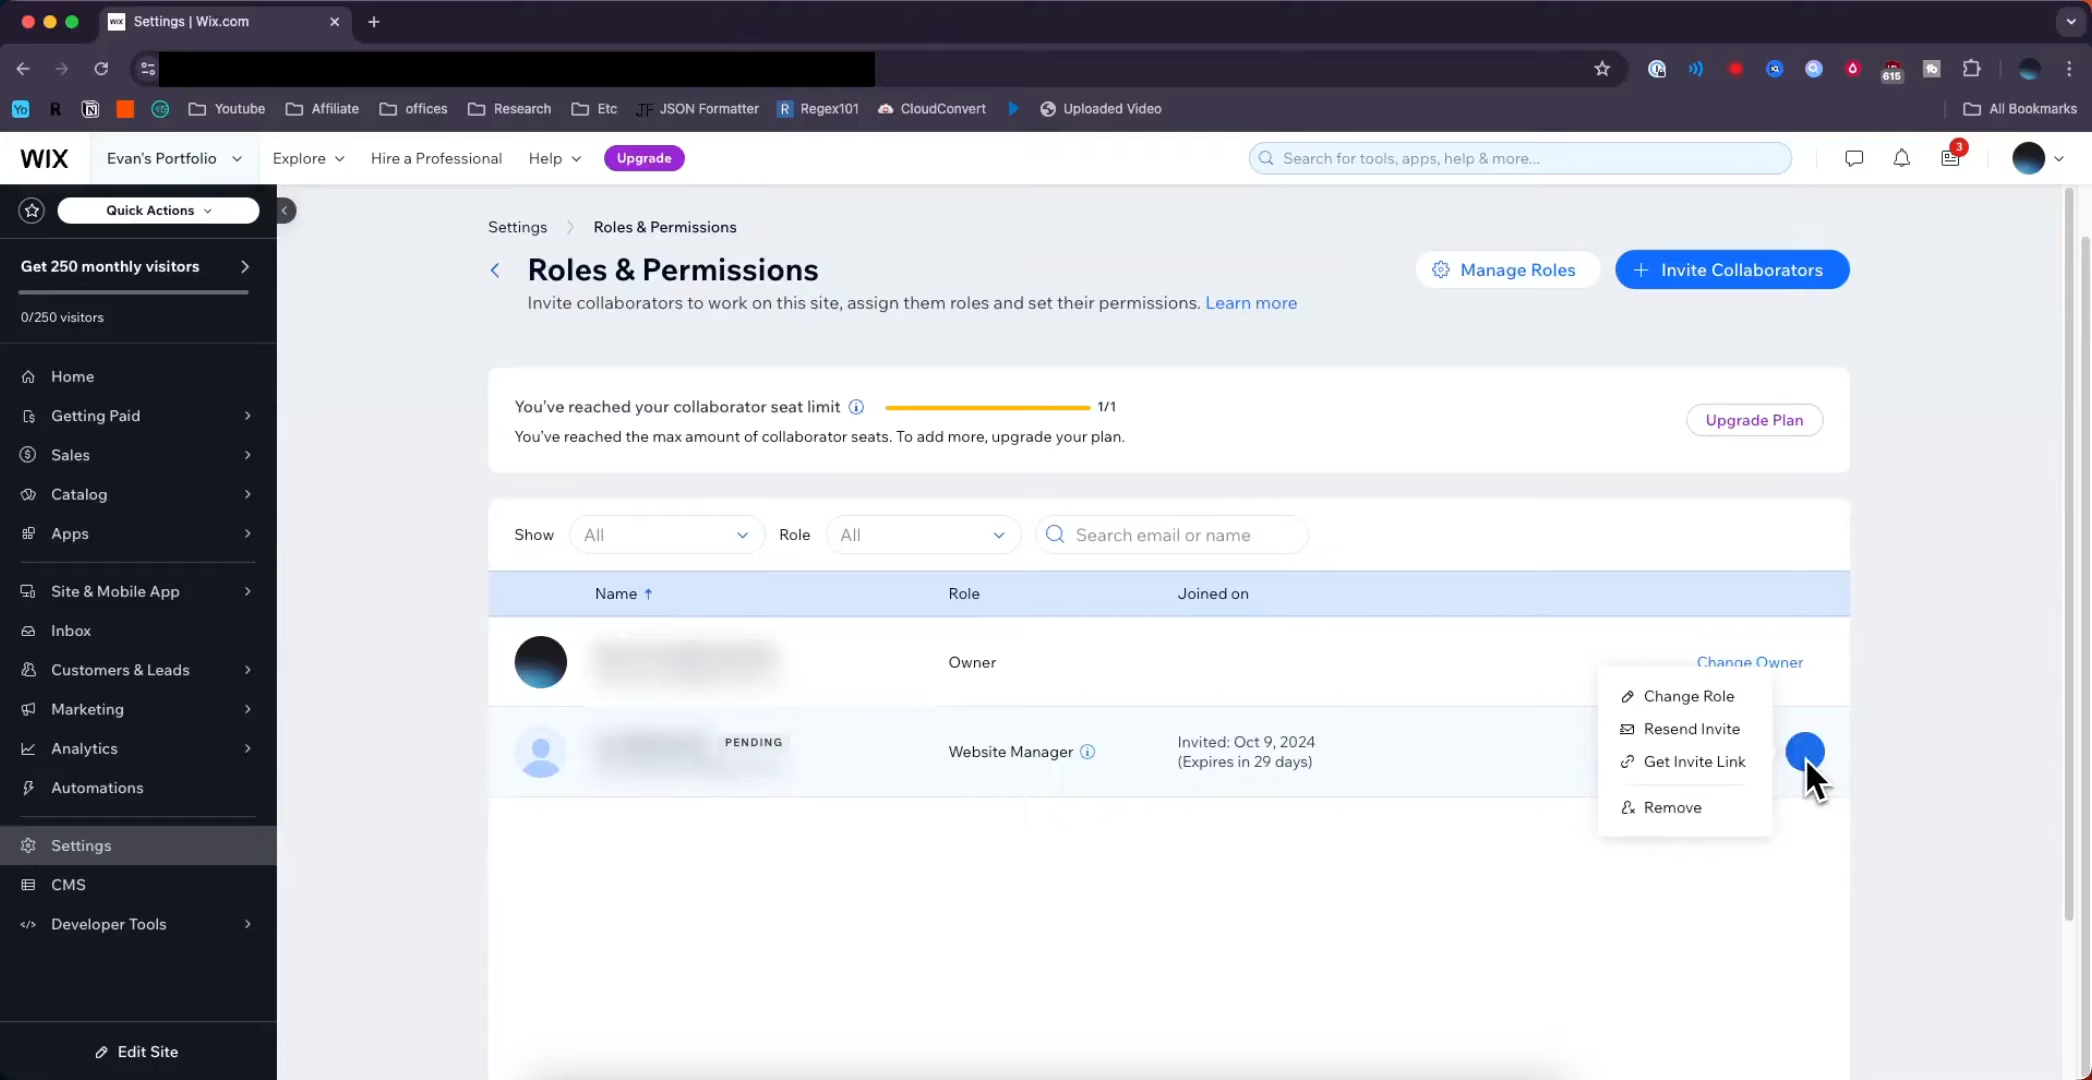 Settings | Wix.com
615
Youtube
Affiliate
offices
Research
Etc
JF JSON Formatter
R Regex101
CloudConvert
Uploaded Video
All Bookmarks
WIX
Evan's Portfolio
Explore
Hire a Professional
Help
Upgrade
Search for tools, apps, help & more...
3
Quick Actions
Get 250 monthly visitors
0/250 visitors
Home
Getting Paid
Sales
Catalog
Apps
Site & Mobile App
Inbox
Customers & Leads
Marketing
Analytics
Automations
Settings
CMS
Developer Tools
Edit Site
Settings
Roles & Permissions
Roles & Permissions
Invite collaborators to work on this site, assign them roles and set their permissions. Learn more
Manage Roles
+ Invite Collaborators
You've reached your collaborator seat limit
1/1
You've reached the max amount of collaborator seats. To add more, upgrade your plan.
Upgrade Plan
Show
All
Role
All
Search email or name
Name ↑
Role
Joined on
Owner
Change Owner
PENDING
Website Manager
Invited: Oct 9, 2024
(Expires in 29 days)
Change Role
Resend Invite
Get Invite Link
Remove